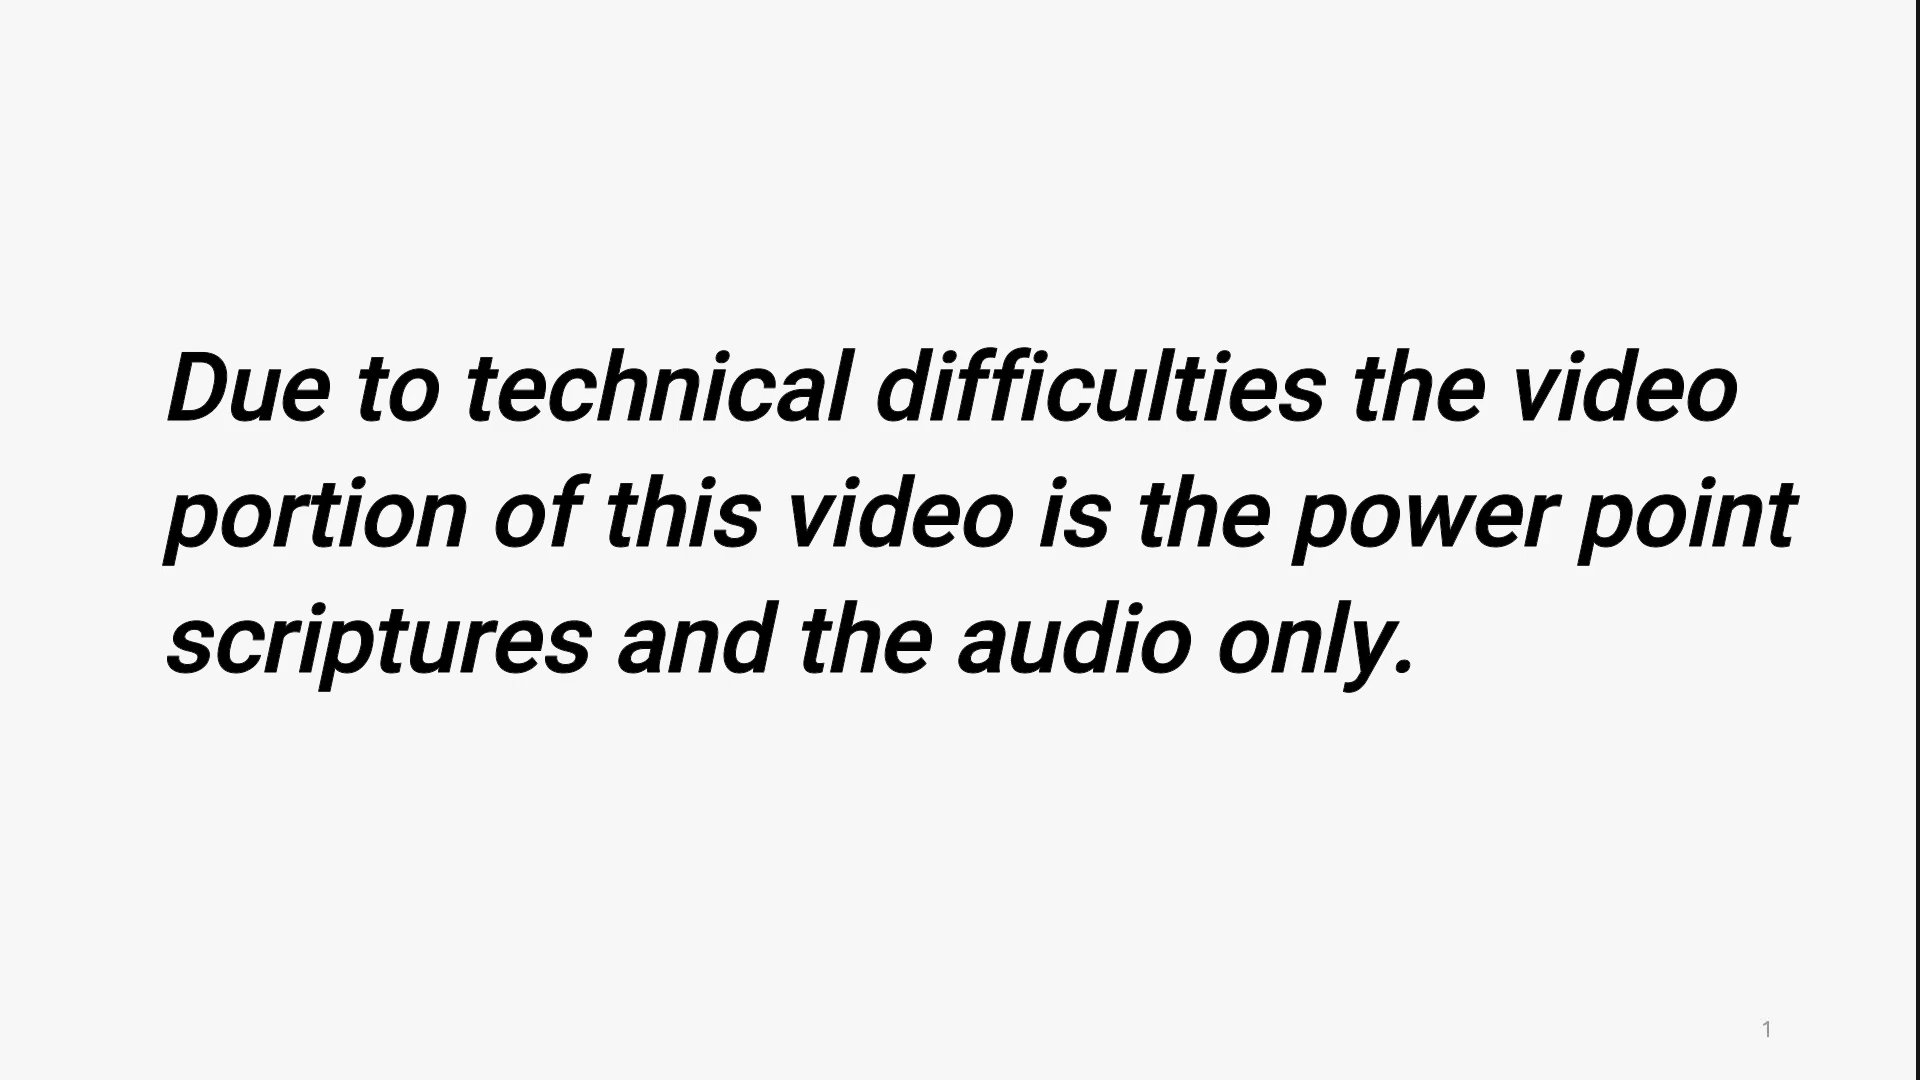 Due to technical difficulties the video
portion of this video is the power point
scriptures and the audio only.
1